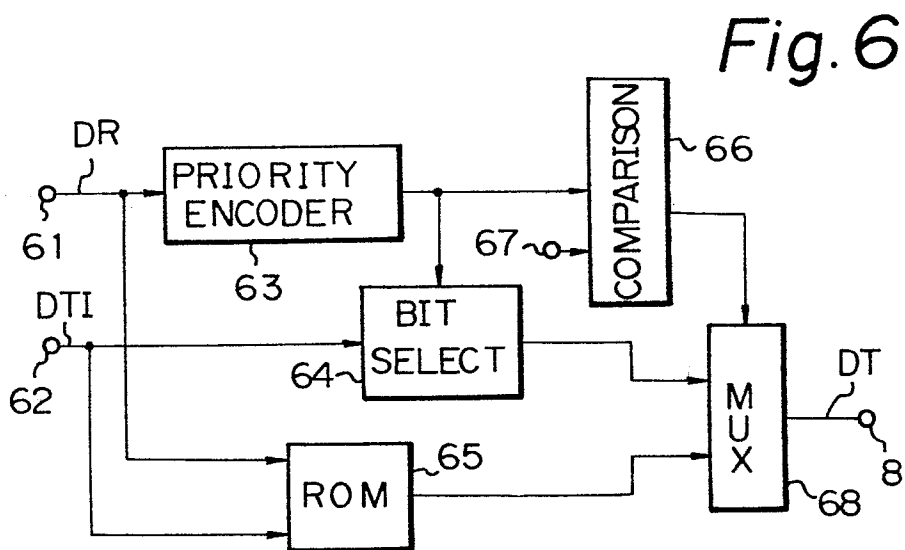 Fig. 6
DR
61
PRIORITY
ENCODER
63
COMPARISON
66
67
DTI
62
BIT
SELECT
64
ROM
65
MUX
68
DT
8